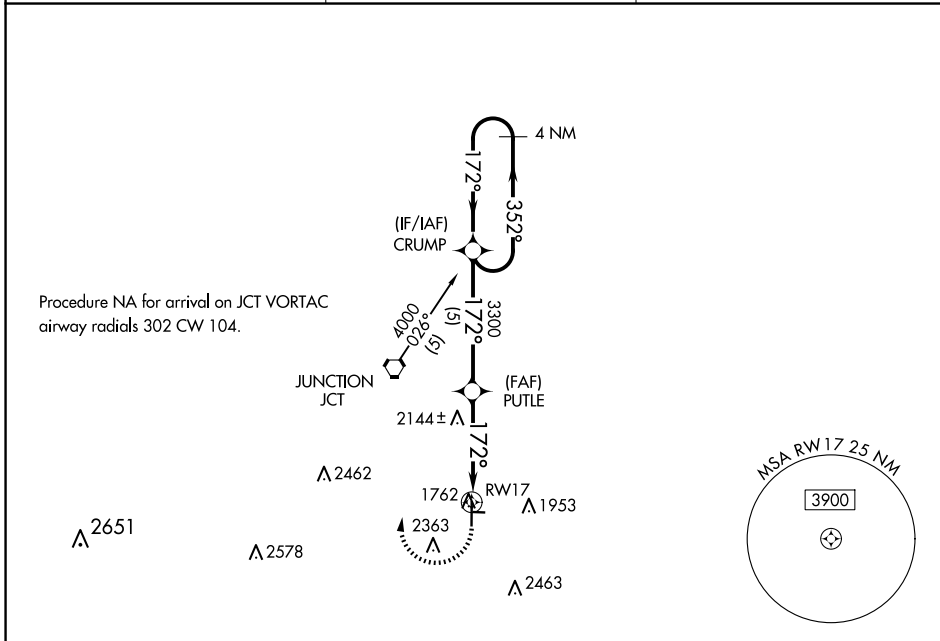 4 NM
172°
352°
(IF/IAF)
CRUMP
Procedure NA for arrival on JCT VORTAC
airway radials 302 CW 104.
4000
026°
(5)
3300
172°
(5)
JUNCTION
JCT
(FAF)
PUTLE
2144±
172°
2462
1762
RW17
1953
2651
2363
2578
2463
MSA RW17 25 NM
3900